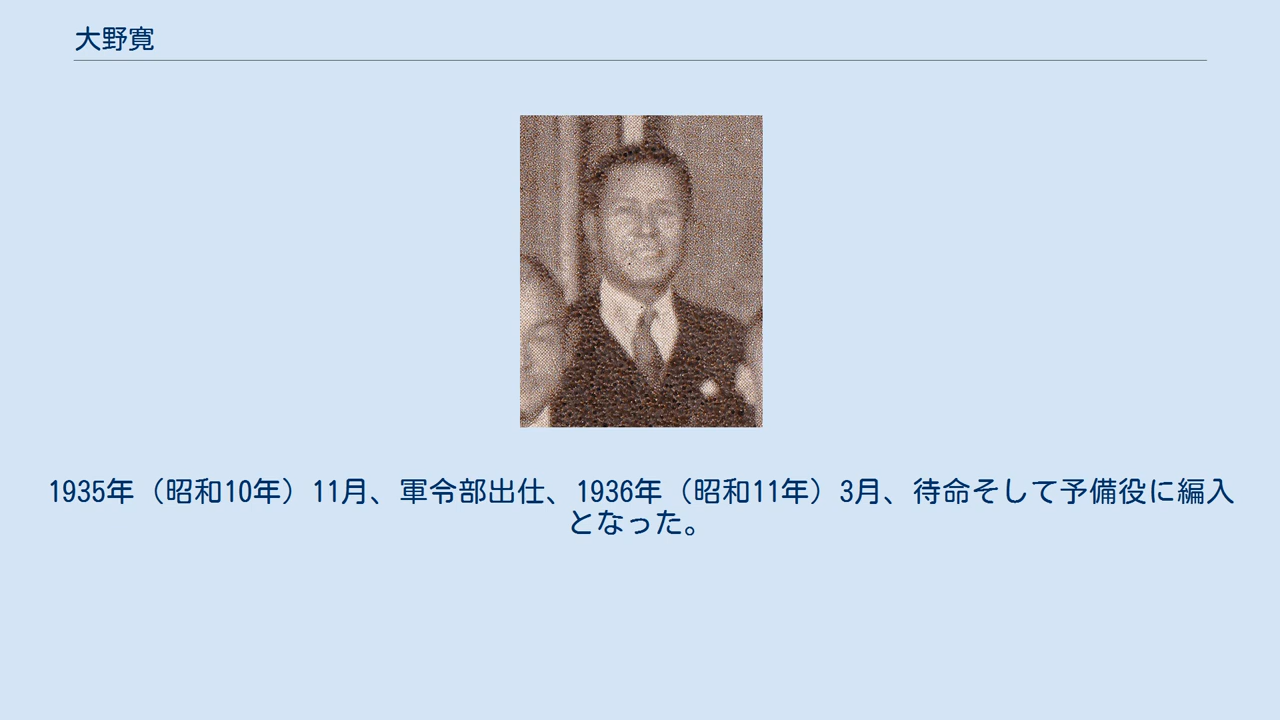 大野寛
1935年（昭和10年）11月、軍令部出仕、1936年（昭和11年）3月、待命そして予備役に編入
となった。